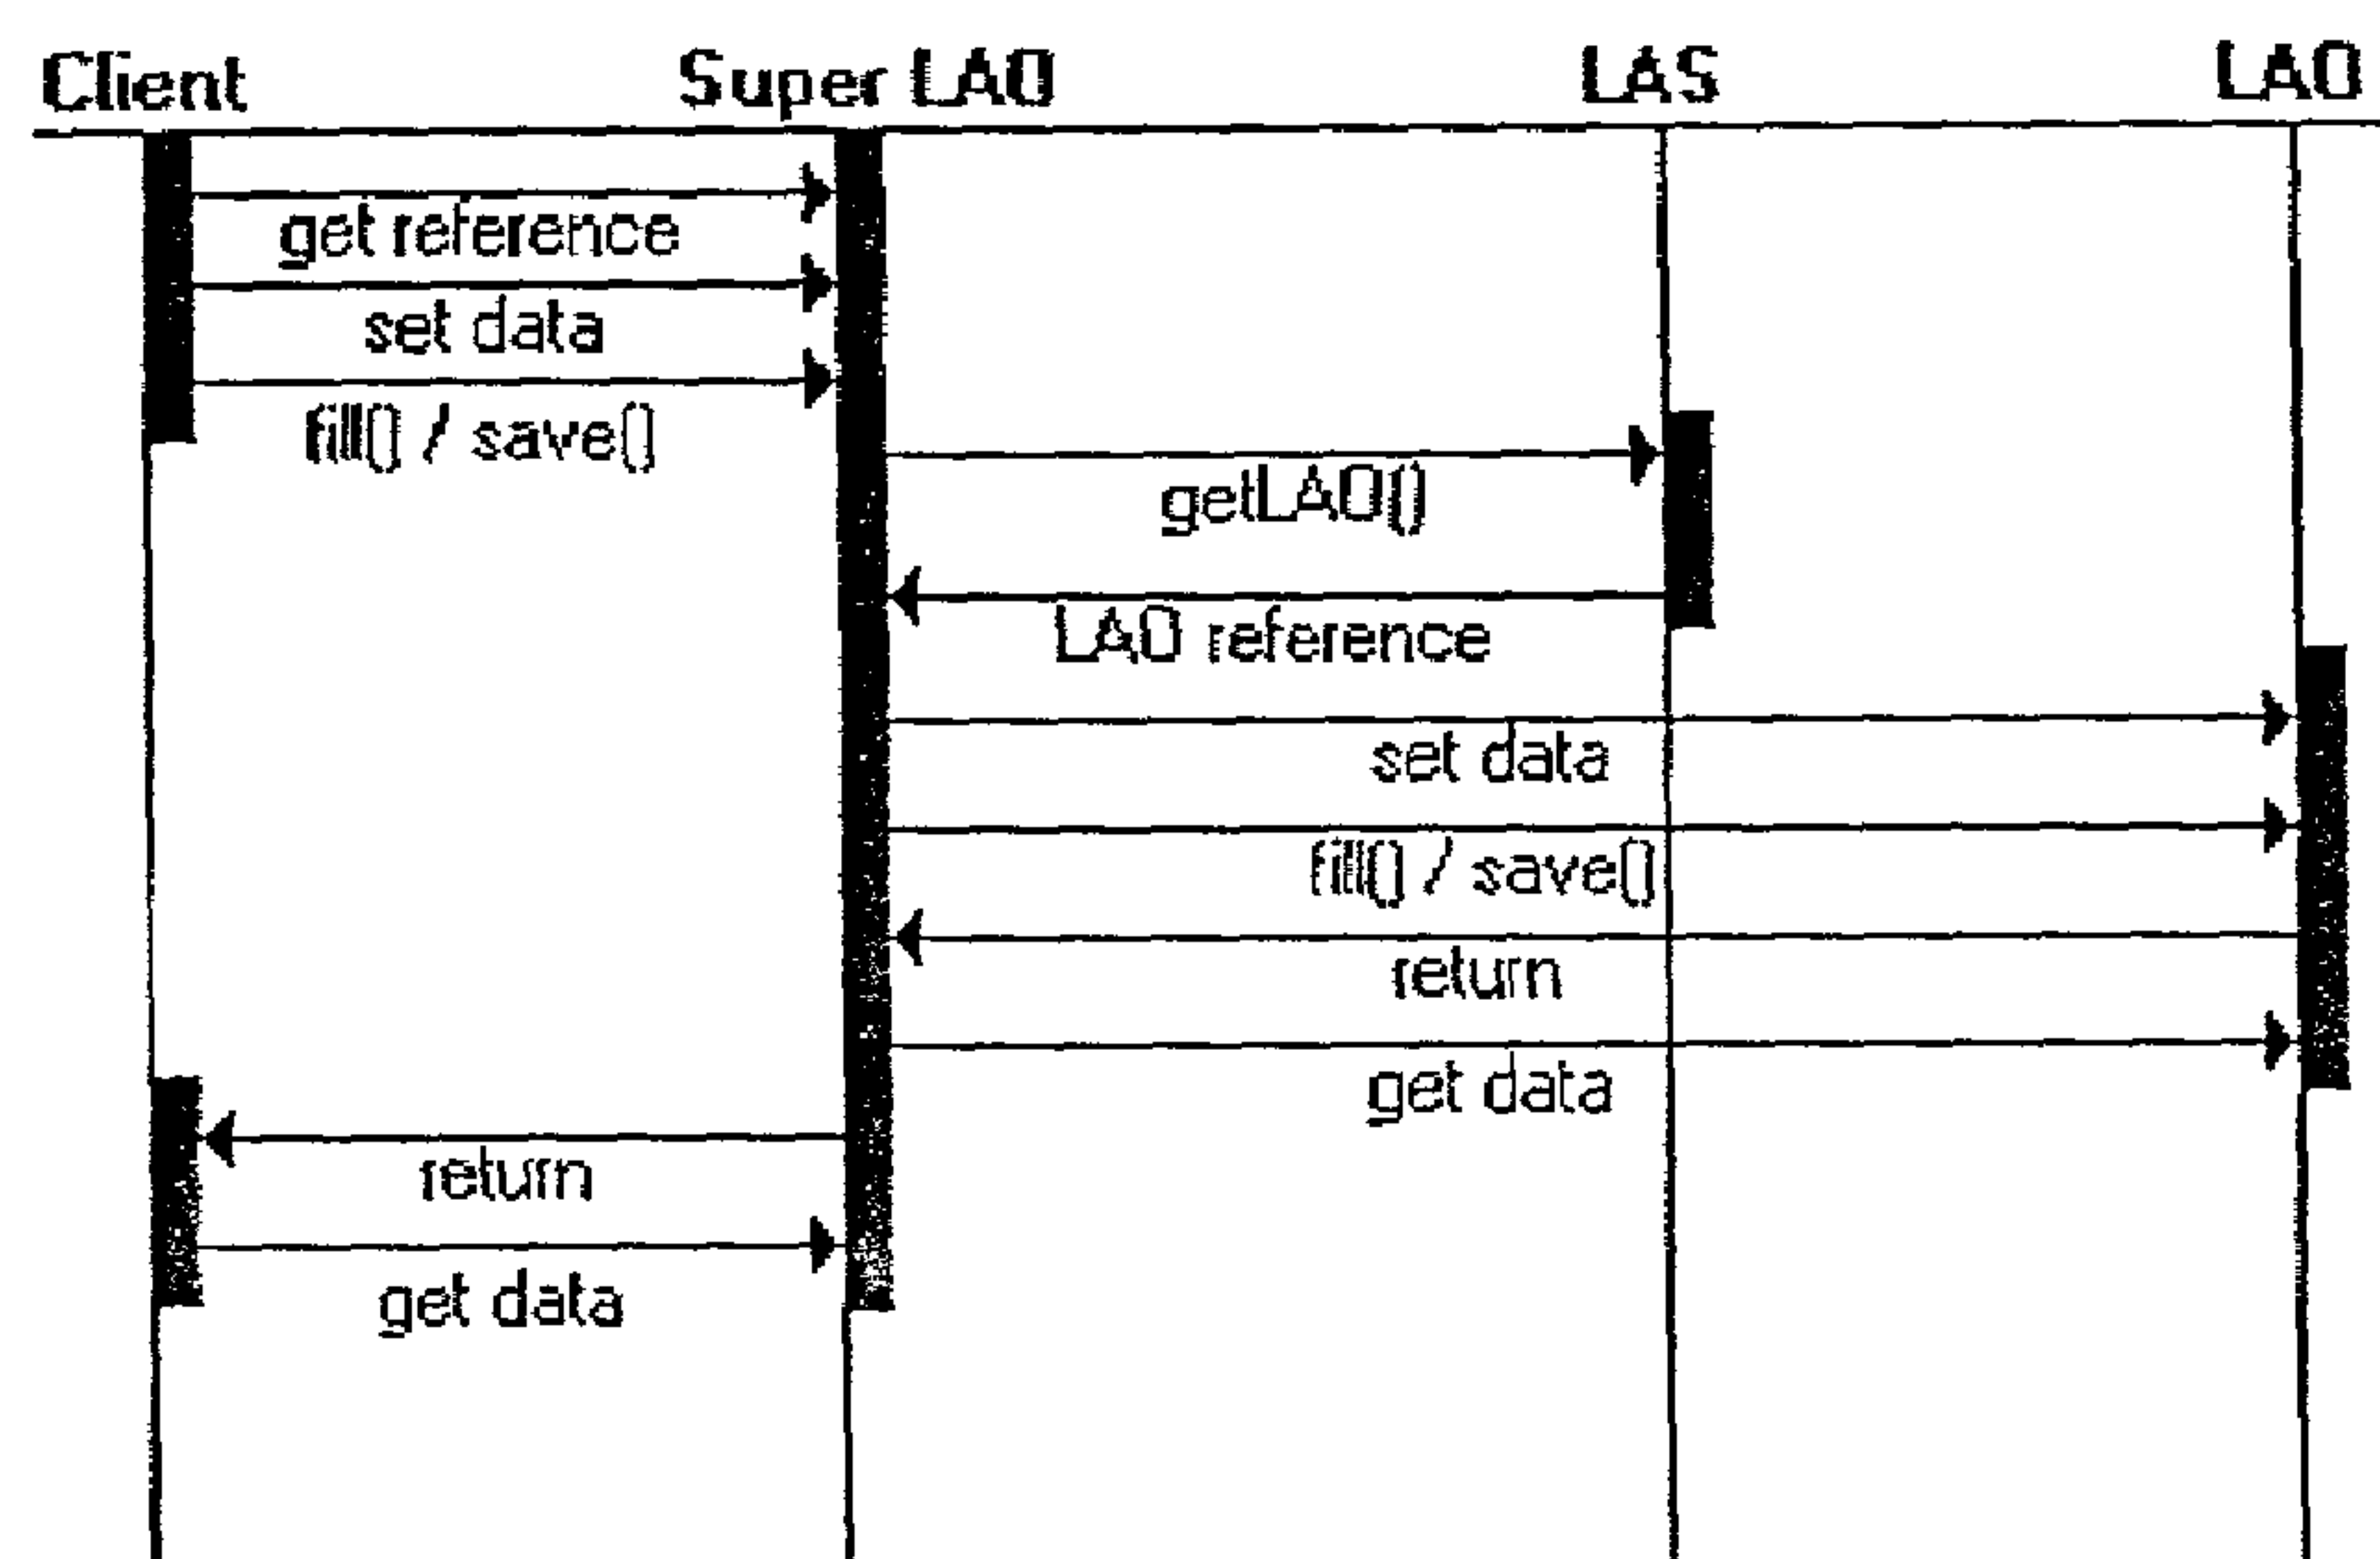 Client Super LAO LAS LAO
get reference
set data
fill() / save()
getLAO()
LAO reference
set data
fill() / save()
return
get data
return
get data